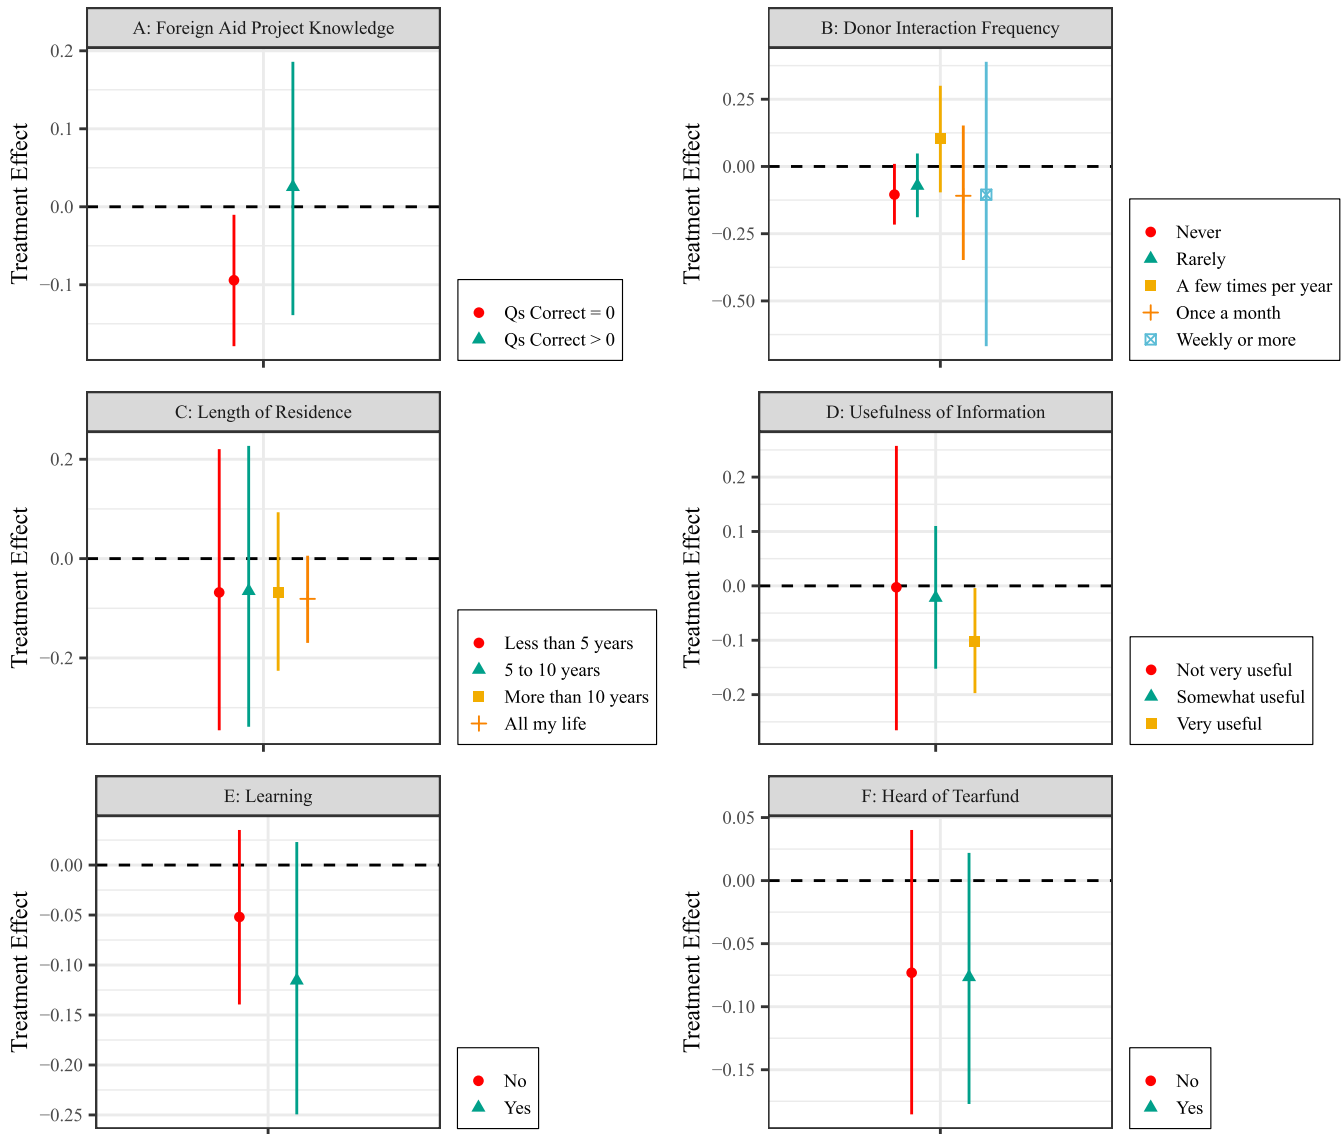 A: Foreign Aid Project Knowledge
Treatment Effect
0.2
0.1
0.0
−0.1
Qs Correct = 0
Qs Correct > 0
B: Donor Interaction Frequency
Treatment Effect
0.25
0.00
−0.25
−0.50
Never
Rarely
A few times per year
Once a month
Weekly or more
C: Length of Residence
Treatment Effect
0.2
0.0
−0.2
Less than 5 years
5 to 10 years
More than 10 years
All my life
D: Usefulness of Information
Treatment Effect
0.2
0.1
0.0
−0.1
−0.2
Not very useful
Somewhat useful
Very useful
E: Learning
Treatment Effect
0.00
−0.05
−0.10
−0.15
−0.20
−0.25
No
Yes
F: Heard of Tearfund
Treatment Effect
0.05
0.00
−0.05
−0.10
−0.15
No
Yes